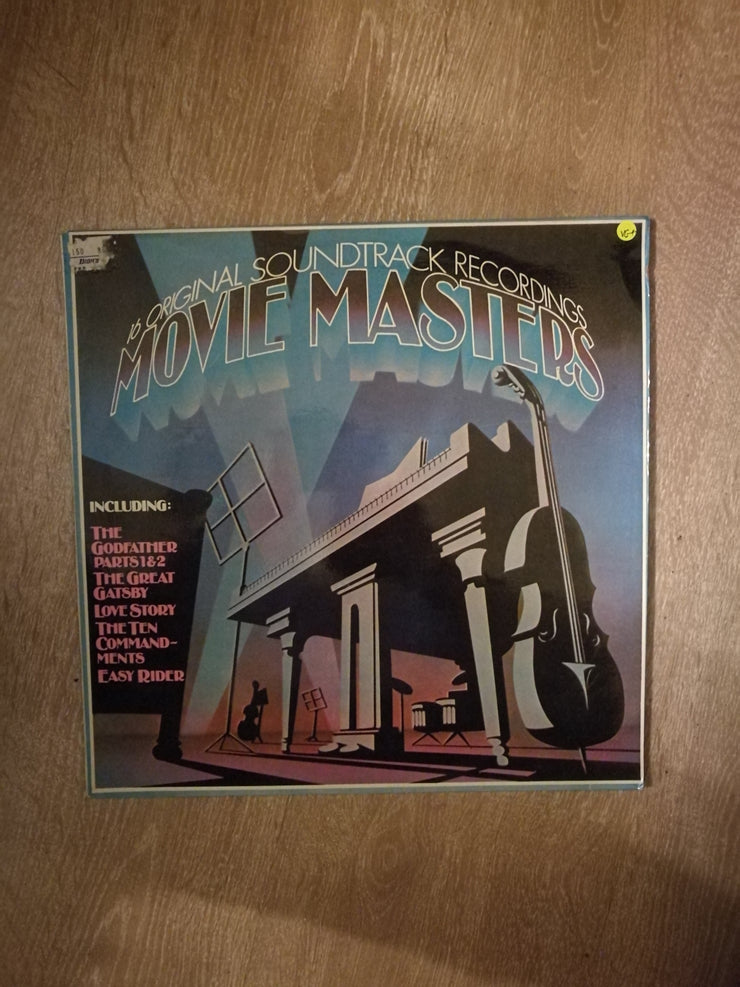 16 ORIGINAL SOUNDTRACK RECORDINGS
MOVIE MASTERS
INCLUDING:
THE
GODFATHER
PARTS 1&2
THE GREAT
GATSBY
LOVE STORY
THE TEN
COMMAND-
MENTS
EASY RIDER